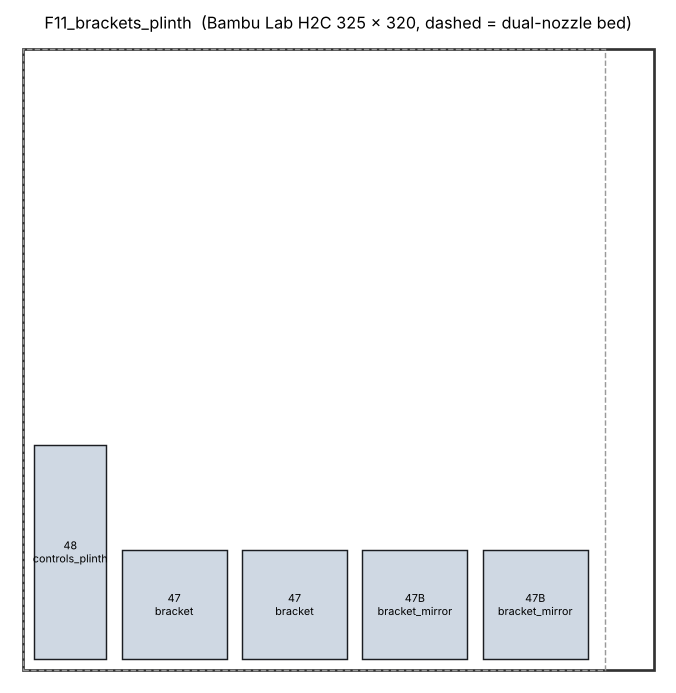 F11_brackets_plinth (Bambu Lab H2C 325 × 320, dashed = dual-nozzle bed)
48
controls_plinth
47
bracket
47
bracket
47B
bracket_mirror
47B
bracket_mirror